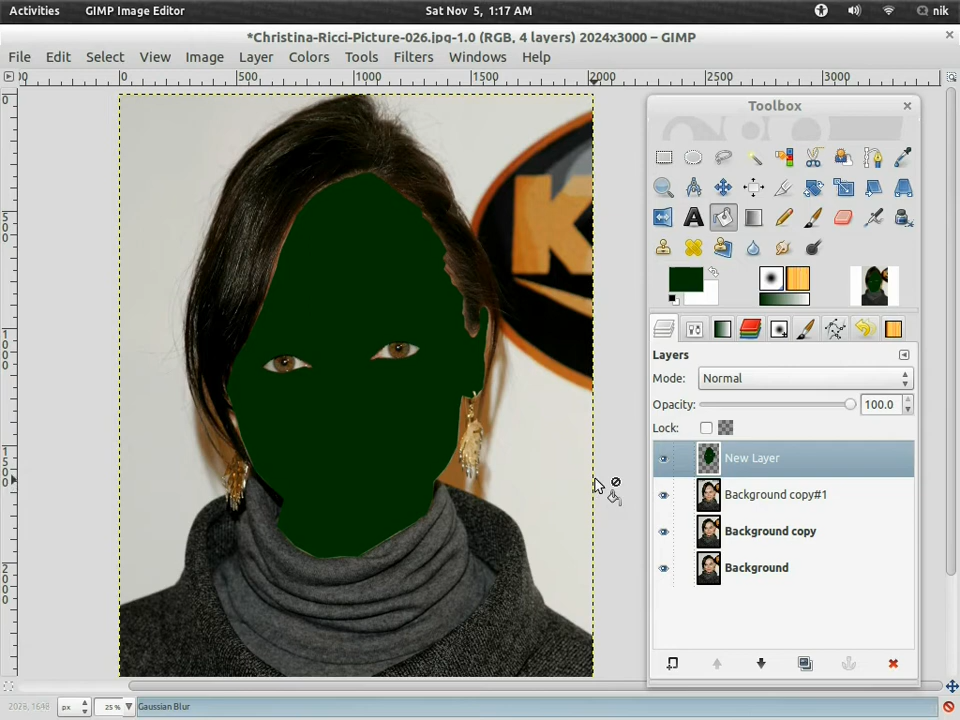 Activities GIMP Image Editor Sat Nov 5, 1:17 AM nik
*Christina-Ricci-Picture-026.jpg-1.0 (RGB, 4 layers) 2024x3000 – GIMP
File Edit Select View Image Layer Colors Tools Filters Windows Help
0 500 1000 1500 2000 2500 3000
Toolbox
K
Layers
Mode: Normal
Opacity: 100.0
Lock:
New Layer
Background copy#1
Background copy
Background
px 25 % Gaussian Blur